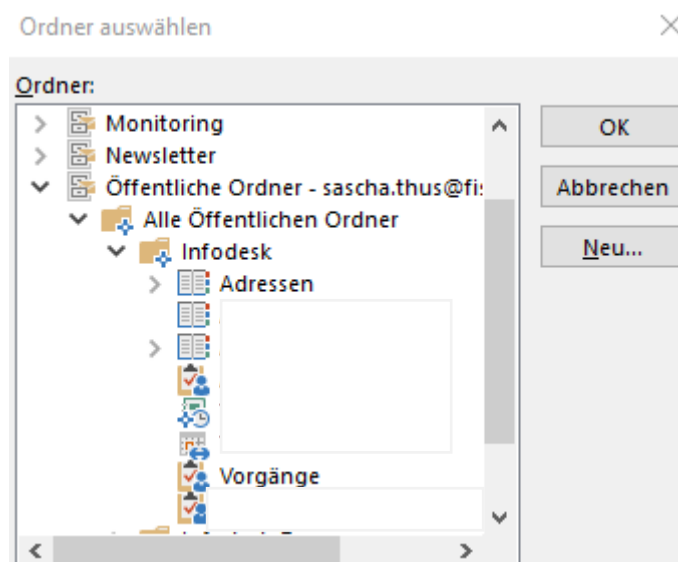 Ordner auswählen
Ordner:
Monitoring
Newsletter
Öffentliche Ordner - sascha.thus@fi
Alle Öffentlichen Ordner
Infodesk
Adressen
Vorgänge
OK
Abbrechen
Neu...